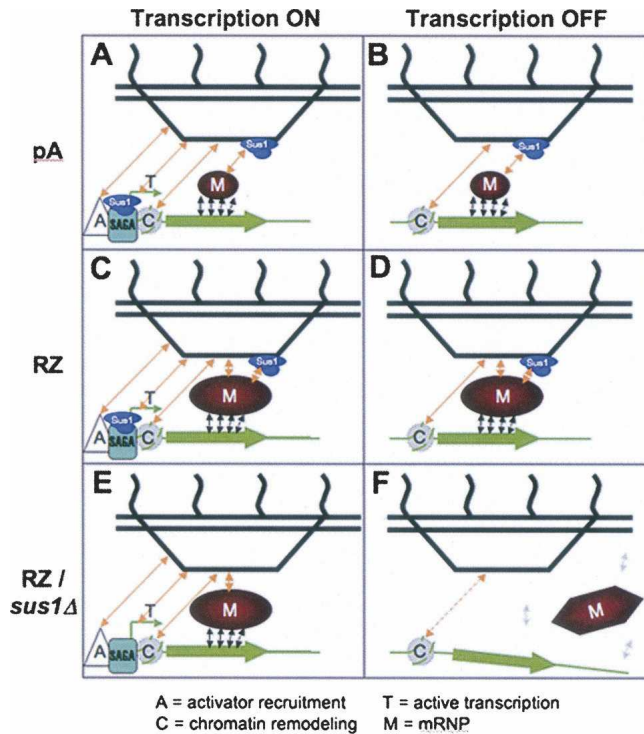 Transcription ON
Transcription OFF
A
B
pA
Sus1
Sus1
T
M
M
Sus1
A
SAGA
C
C
C
D
RZ
Sus1
Sus1
T
M
M
Sus1
A
SAGA
C
C
E
F
RZ /
sus1Δ
T
M
M
A
SAGA
C
C
A = activator recruitment
T = active transcription
C = chromatin remodeling
M = mRNP